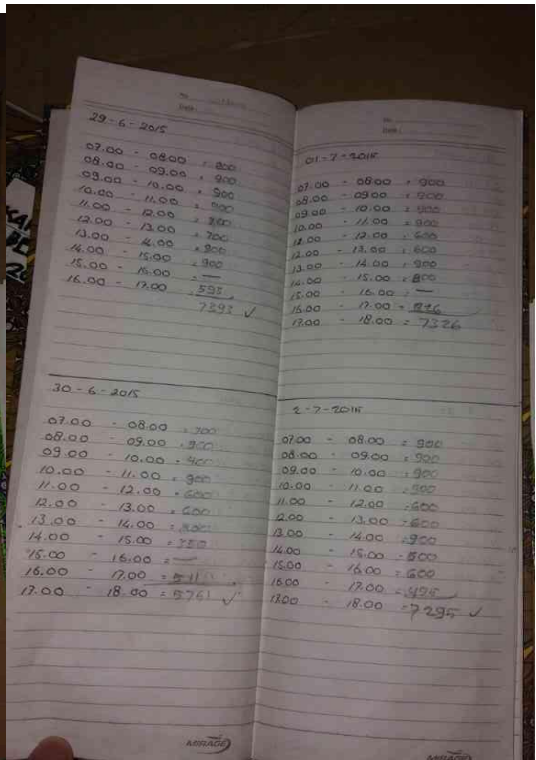 29-6-2015
07.00 - 08.00 = 800
08.00 - 09.00 = 900
09.00 - 10.00 = 900
10.00 - 11.00 = 900
11.00 - 12.00 = 800
12.00 - 13.00 = 700
13.00 - 14.00 = 900
14.00 - 15.00 = 900
15.00 - 16.00 = —
16.00 - 17.00 593
7393 ✓
30-6-2015
07.00 - 08.00 = 700
08.00 - 09.00 = 900
09.00 - 10.00 = 400
10.00 - 11.00 = 900
11.00 - 12.00 = 600
12.00 - 13.00 = 600
13.00 - 14.00 =
14.00 - 15.00 = 350
15.00 - 16.00 = —
16.00 - 17.00 =
17.00 - 18.00 = 5761 ✓
MIRAGE
01-7-2015
07.00 - 08.00 = 900
08.00 - 09.00 = 900
09.00 - 10.00 = 900
10.00 - 11.00 = 900
11.00 - 12.00 = 600
12.00 - 13.00 = 600
13.00 - 14.00 = 900
14.00 - 15.00 = 800
15.00 - 16.00 = —
16.00 - 17.00 =
17.00 - 18.00 = 7326
2-7-2015
07.00 - 08.00 = 900
08.00 - 09.00 = 900
09.00 - 10.00 = 900
10.00 - 11.00 = 900
11.00 - 12.00 = 600
12.00 - 13.00 = 600
13.00 - 14.00 = 900
14.00 - 15.00 = 500
15.00 - 16.00 = 600
16.00 - 17.00 = 495
17.00 - 18.00 = 7295 ✓
MIRAGE